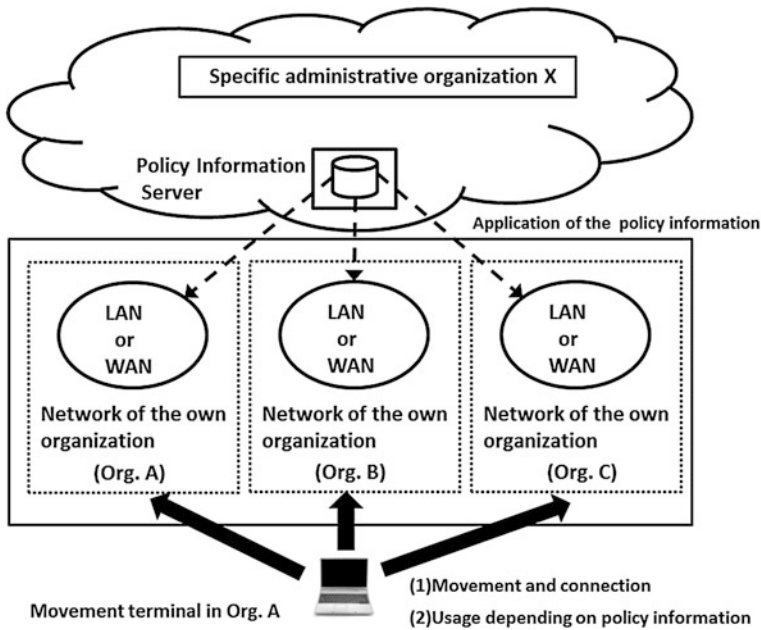 Specific administrative organization X
Policy Information
Server
Application of the policy information
LAN
or
WAN
Network of the own
organization
(Org. A)
LAN
or
WAN
Network of the own
organization
(Org. B)
LAN
or
WAN
Network of the own
organization
(Org. C)
Movement terminal in Org. A
(1)Movement and connection
(2)Usage depending on policy information